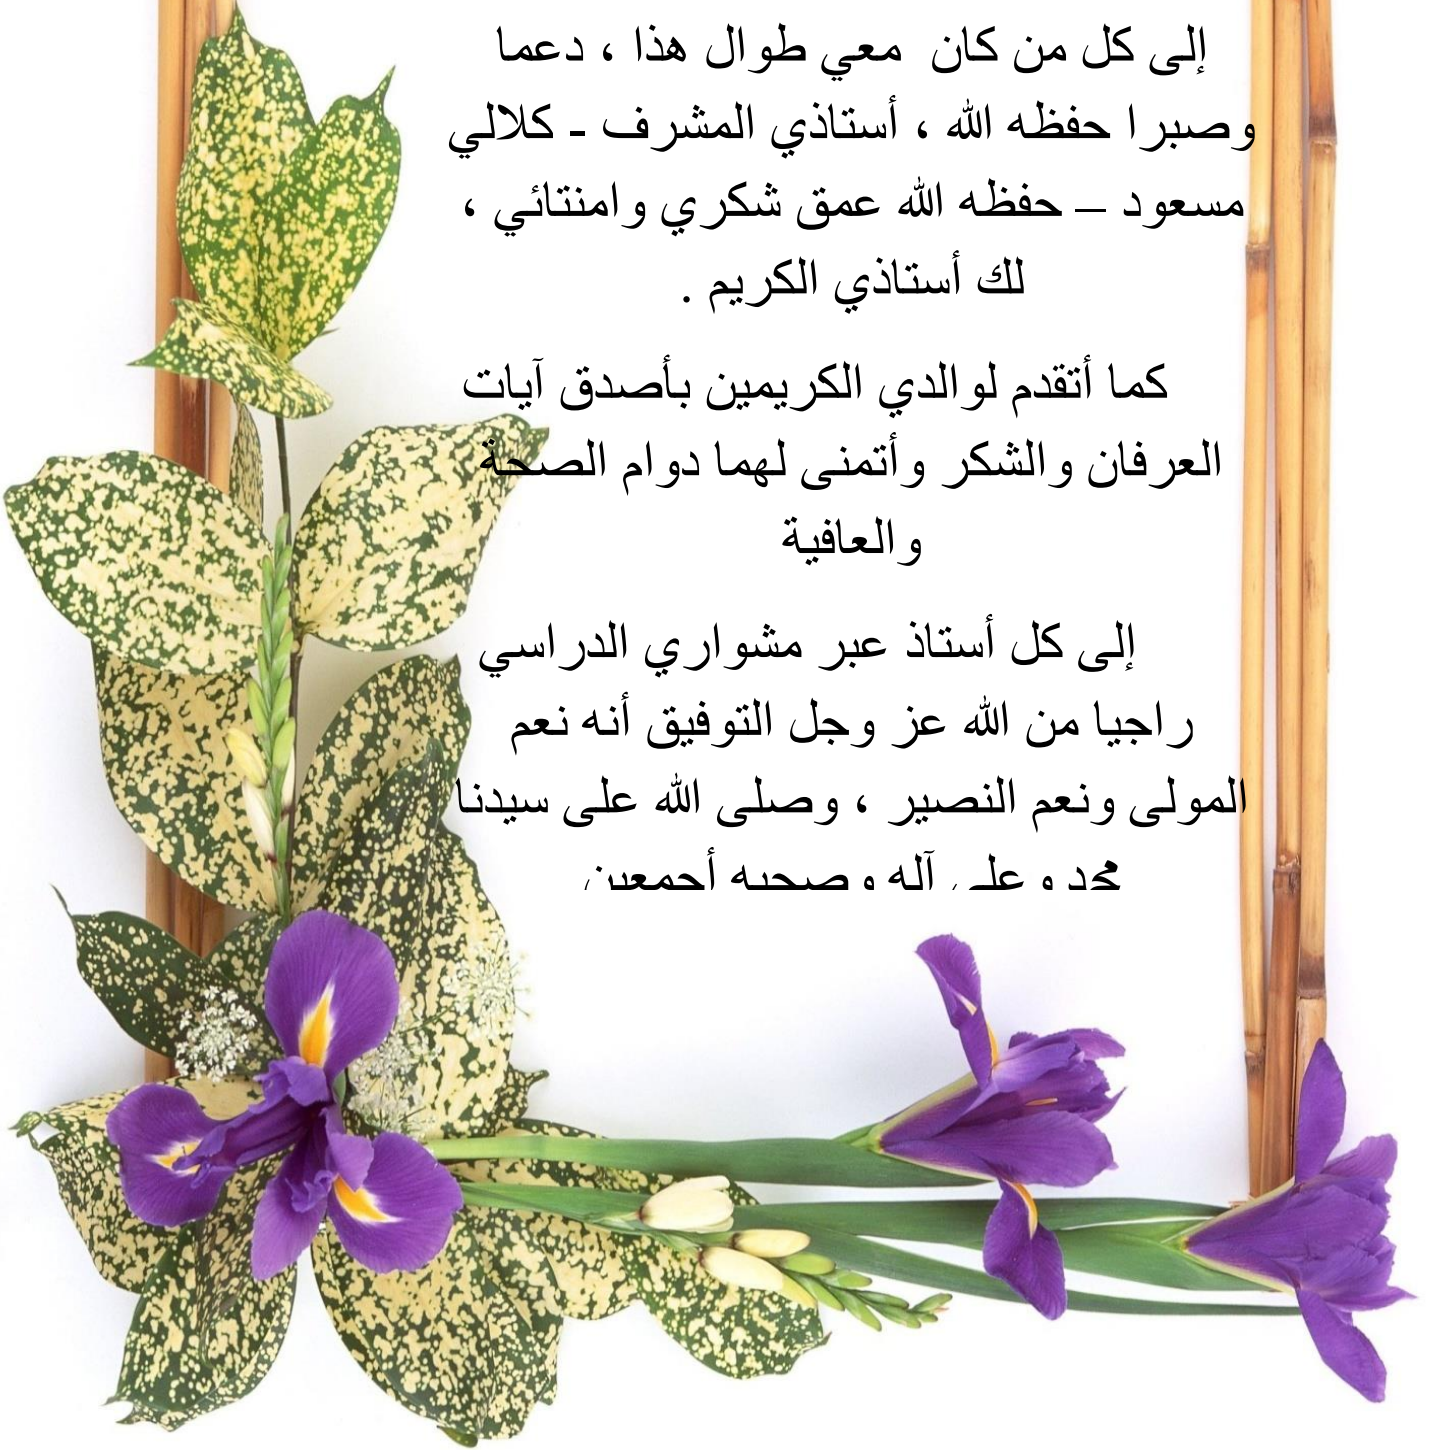 إلى كل من كان معي طوال هذا ، دعما
وصبرا حفظه الله ، أستاذي المشرف - كلالي
مسعود – حفظه الله عمق شكري وامنتائي ،
لك أستاذي الكريم .
كما أتقدم لوالدي الكريمين بأصدق آيات
العرفان والشكر وأتمنى لهما دوام الصحة
والعافية
إلى كل أستاذ عبر مشواري الدراسي
راجيا من الله عز وجل التوفيق أنه نعم
المولى ونعم النصير ، وصلى الله على سيدنا
محمد وعلى آله وصحبه أجمعين